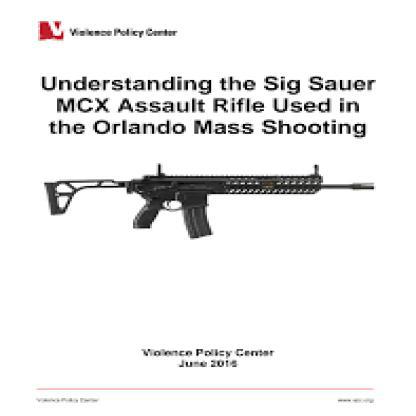 Violence Policy Center
Understanding the Sig Sauer
MCX Assault Rifle Used in
the Orlando Mass Shooting
Violence Policy Center
June 2016
Violence Policy Center
www.vpc.org